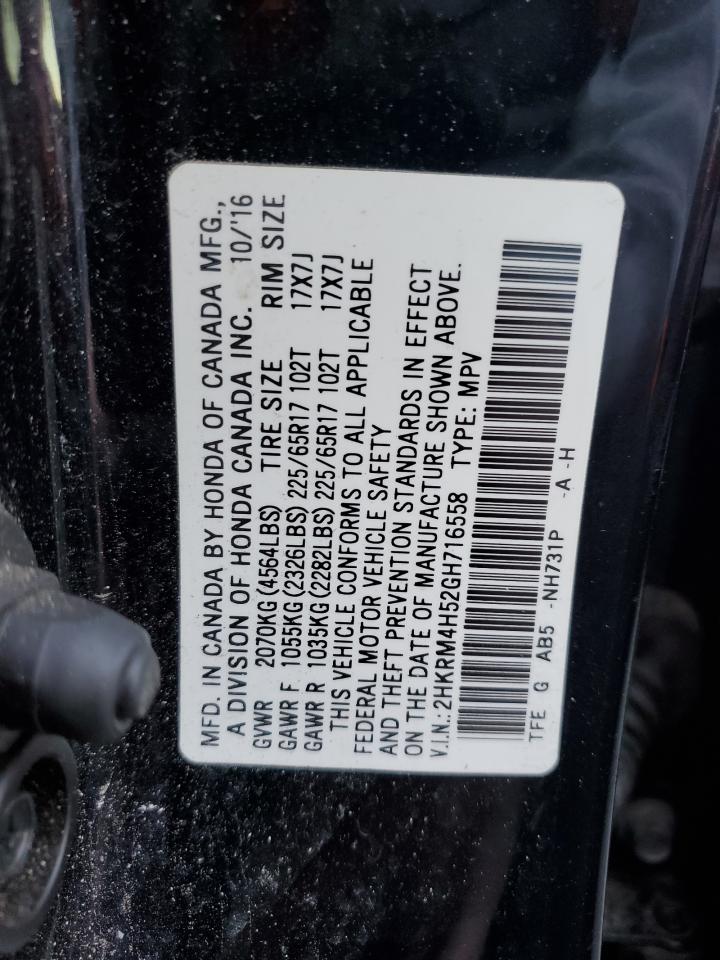 MFD. IN CANADA BY HONDA OF CANADA MFG.,
A DIVISION OF HONDA CANADA INC. 10/'16
GVWR 2070KG (4564LBS) TIRE SIZE RIM SIZE
GAWR F 1055KG (2326LBS) 225/65R17 102T 17X7J
GAWR R 1035KG (2282LBS) 225/65R17 102T 17X7J
THIS VEHICLE CONFORMS TO ALL APPLICABLE
FEDERAL MOTOR VEHICLE SAFETY
AND THEFT PREVENTION STANDARDS IN EFFECT
ON THE DATE OF MANUFACTURE SHOWN ABOVE.
V.I.N.: 2HKRM4H52GH716558 TYPE: MPV
TFE G AB5 -NH731P -A -H